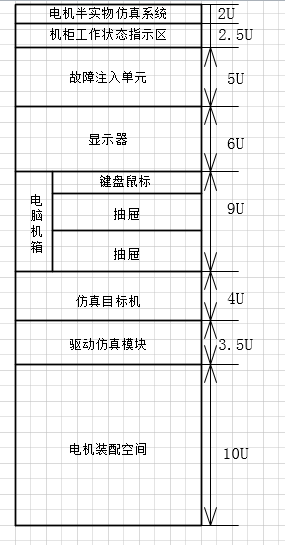 电机半实物仿真系统 2U
机柜工作状态指示区 2.5U
故障注入单元 5U
显示器 6U
电脑机箱 键盘鼠标 9U
抽屉
抽屉
仿真目标机 4U
驱动仿真模块 3.5U
电机装配空间 10U